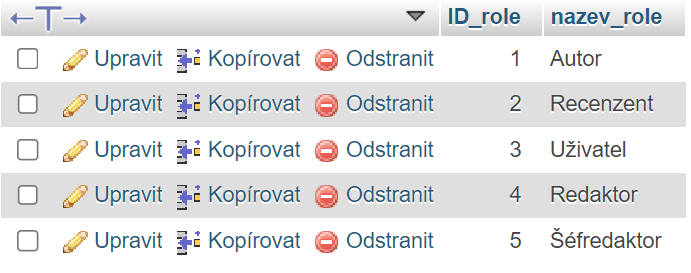 ID_role nazev_role
Upravit Kopírovat Odstranit 1 Autor
Upravit Kopírovat Odstranit 2 Recenzent
Upravit Kopírovat Odstranit 3 Uživatel
Upravit Kopírovat Odstranit 4 Redaktor
Upravit Kopírovat Odstranit 5 Šéfredaktor